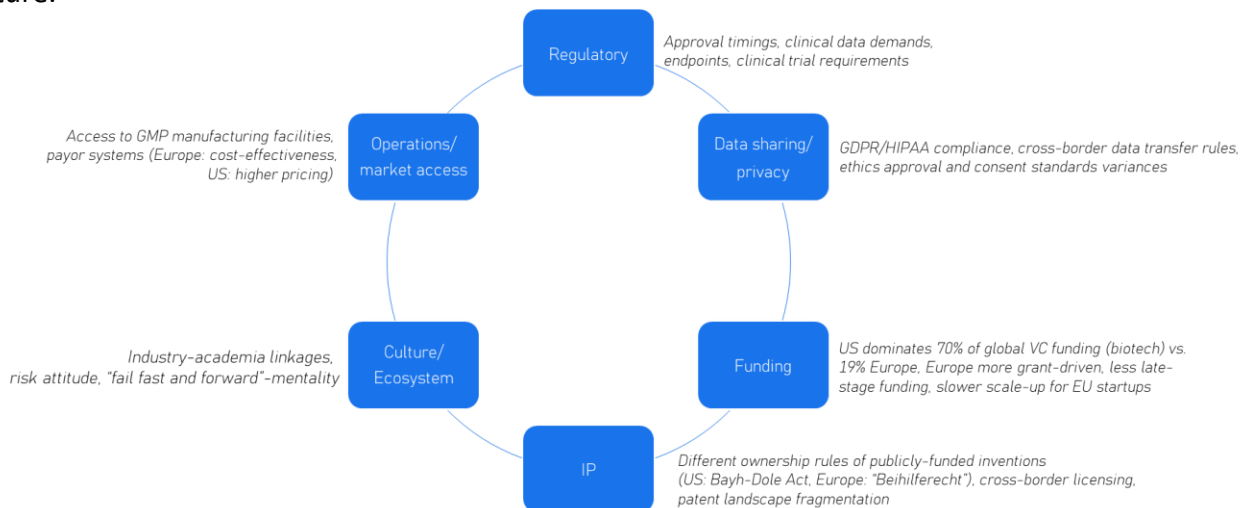 Regulatory
Approval timings, clinical data demands,
endpoints, clinical trial requirements
Access to GMP manufacturing facilities,
payor systems (Europe: cost-effectiveness,
US: higher pricing)
Operations/
market access
Data sharing/
privacy
GDPR/HIPAA compliance, cross-border data transfer rules,
ethics approval and consent standards variances
Industry-academia linkages,
risk attitude, "fail fast and forward"-mentality
Culture/
Ecosystem
Funding
US dominates 70% of global VC funding (biotech) vs.
19% Europe, Europe more grant-driven, less late-
stage funding, slower scale-up for EU startups
IP
Different ownership rules of publicly-funded inventions
(US: Bayh-Dole Act, Europe: "Beihilferecht"), cross-border licensing,
patent landscape fragmentation